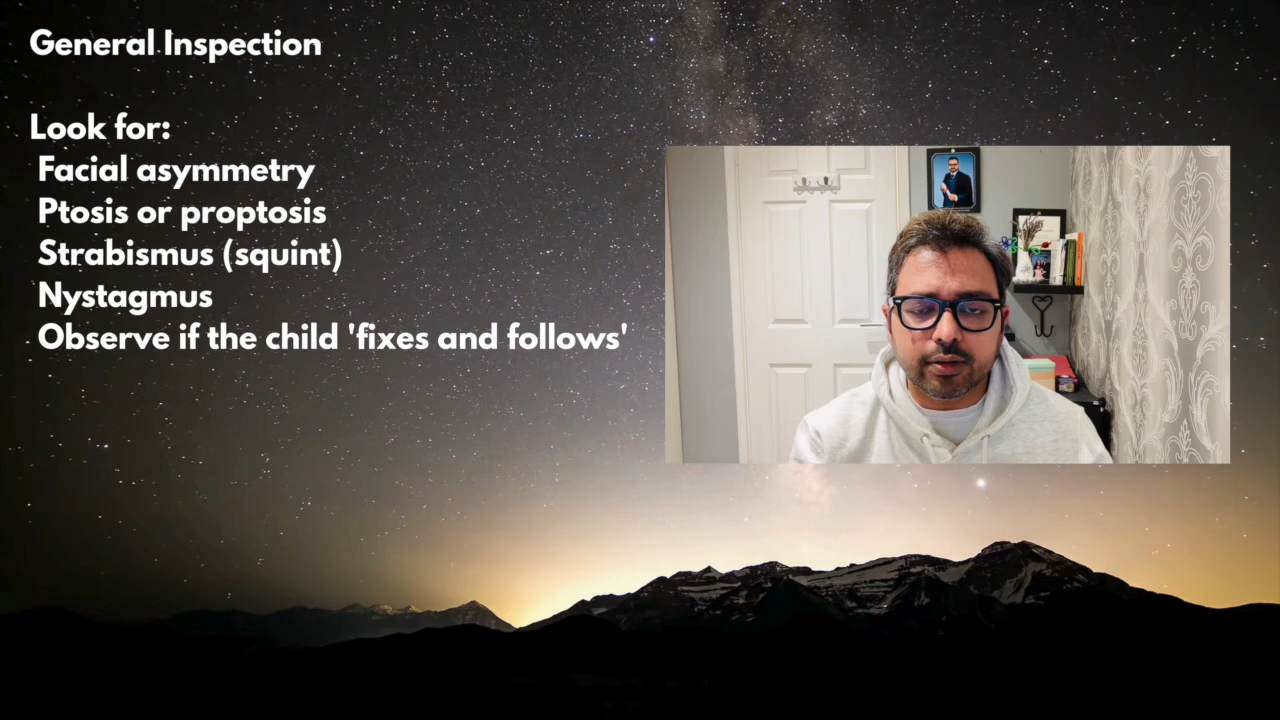 General Inspection
Look for:
Facial asymmetry
Ptosis or proptosis
Strabismus (squint)
Nystagmus
Observe if the child 'fixes and follows'